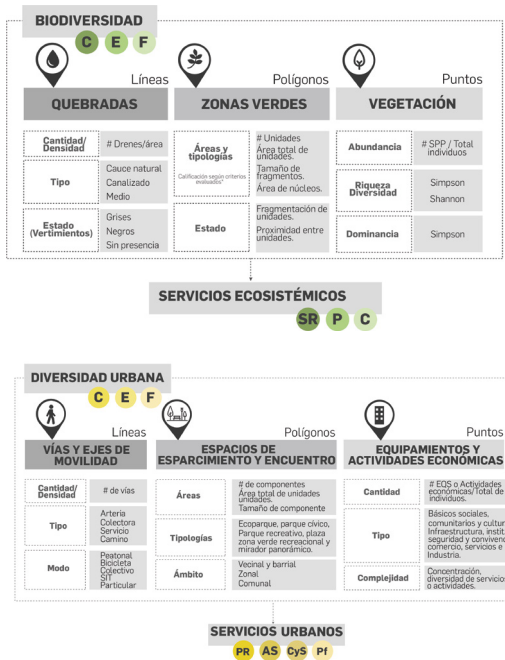 BIODIVERSIDAD
C E F
Líneas
QUEBRADAS
Cantidad/
Densidad
# Drenes/área
Tipo
Cauce natural
Canalizado
Medio
Estado
(Vertimientos)
Grises
Negros
Sin presencia
Polígonos
ZONAS VERDES
Áreas y
tipologías
Calificación según criterios
evaluados*
# Unidades
Área total de
unidades.
Tamaño de
fragmentos.
Área de núcleos.
Estado
Fragmentación de
unidades.
Proximidad entre
unidades.
Puntos
VEGETACIÓN
Abundancia
# SPP / Total
individuos
Riqueza
Diversidad
Simpson
Shannon
Dominancia
Simpson
SERVICIOS ECOSISTÉMICOS
SR P C
DIVERSIDAD URBANA
C E F
Líneas
VÍAS Y EJES DE
MOVILIDAD
Cantidad/
Densidad
# de vías
Tipo
Arteria
Colectora
Servicio
Camino
Modo
Peatonal
Bicicleta
Colectivo
SIT
Particular
Polígonos
ESPACIOS DE
ESPARCIMIENTO Y ENCUENTRO
Áreas
# de componentes
Área total de unidades
unidades.
Tamaño de componente
Tipologías
Ecoparque, parque cívico,
Parque recreativo, plaza
zona verde recreacional y
mirador panorámico.
Ámbito
Vecinal y barrial
Zonal
Comunal
Puntos
EQUIPAMIENTOS Y
ACTIVIDADES ECONÓMICAS
Cantidad
# EQS o Actividades
económicas/Total de
individuos.
Tipo
Básicos sociales,
comunitarios y cultur
Infraestructura, instit
seguridad y convivenc
comercio, servicios e
Industria.
Complejidad
Concentración,
diversidad de servicios
o actividades.
SERVICIOS URBANOS
PR AS CyS Pf